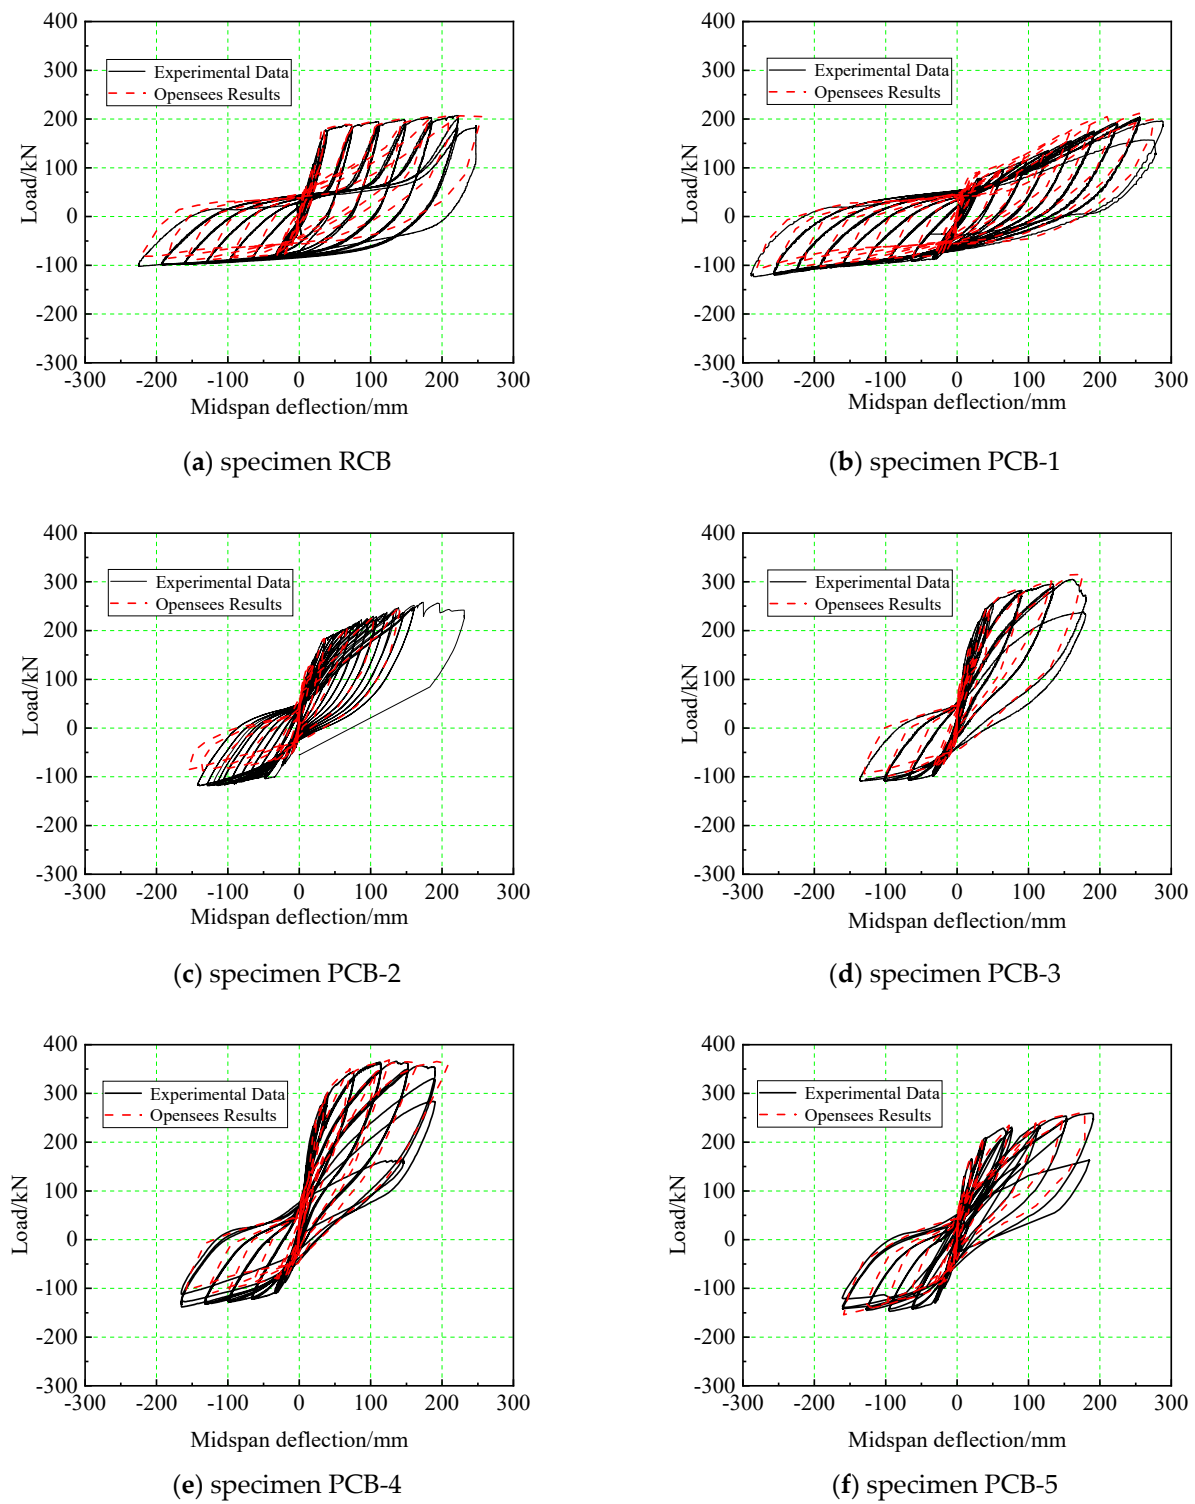 400
300
200
100
0
-100
-200
-300
-300 -200 -100 0 100 200 300
Load/kN
Midspan deflection/mm
Experimental Data
Opensees Results
(a) specimen RCB
400
300
200
100
0
-100
-200
-300
-300 -200 -100 0 100 200 300
Load/kN
Midspan deflection/mm
Experimental Data
Opensees Results
(b) specimen PCB-1
400
300
200
100
0
-100
-200
-300
-300 -200 -100 0 100 200 300
Load/kN
Midspan deflection/mm
Experimental Data
Opensees Results
(c) specimen PCB-2
400
300
200
100
0
-100
-200
-300
-300 -200 -100 0 100 200 300
Load/kN
Midspan deflection/mm
Experimental Data
Opensees Results
(d) specimen PCB-3
400
300
200
100
0
-100
-200
-300
-300 -200 -100 0 100 200 300
Load/kN
Midspan deflection/mm
Experimental Data
Opensees Results
(e) specimen PCB-4
400
300
200
100
0
-100
-200
-300
-300 -200 -100 0 100 200 300
Load/kN
Midspan deflection/mm
Experimental Data
Opensees Results
(f) specimen PCB-5